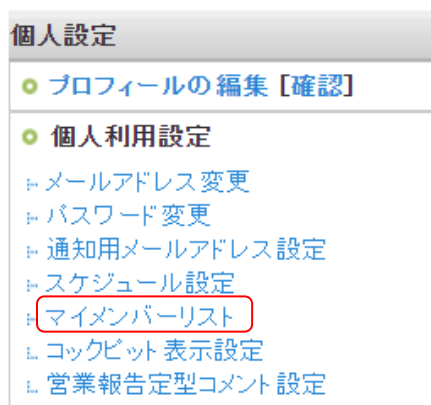 個人設定
プロフィールの編集 [確認]
個人利用設定
メールアドレス変更
パスワード変更
通知用メールアドレス設定
スケジュール設定
マイメンバーリスト
コックピット表示設定
営業報告定型コメント設定